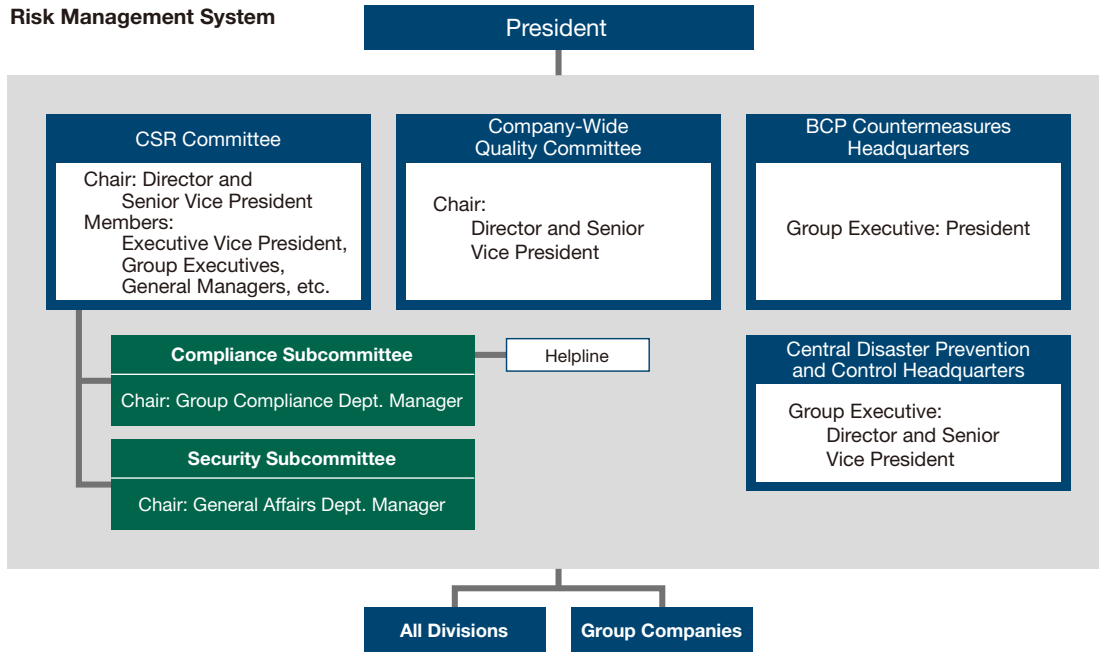 Risk Management System
President
CSR Committee
Chair: Director and
Senior Vice President
Members:
Executive Vice President,
Group Executives,
General Managers, etc.
Company-Wide
Quality Committee
Chair:
Director and Senior
Vice President
BCP Countermeasures
Headquarters
Group Executive: President
Compliance Subcommittee
Chair: Group Compliance Dept. Manager
Helpline
Security Subcommittee
Chair: General Affairs Dept. Manager
Central Disaster Prevention
and Control Headquarters
Group Executive:
Director and Senior
Vice President
All Divisions
Group Companies